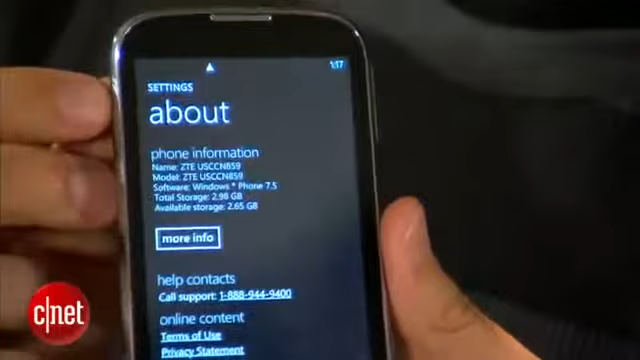 1:17
SETTINGS
about
phone information
Name: ZTE USCCN859
Model: ZTE USCCN859
Software: Windows® Phone 7.5
Total Storage: 2.98 GB
Available storage: 2.65 GB
more info
help contacts
Call support: 1-888-944-9400
online content
Terms of Use
Privacy Statement
c|net